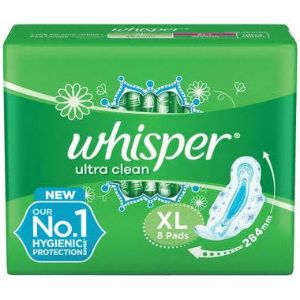 whisper®
ultra clean
NEW
OUR
No.1
HYGIENIC
PROTECTION
XL
8 Pads
284mm